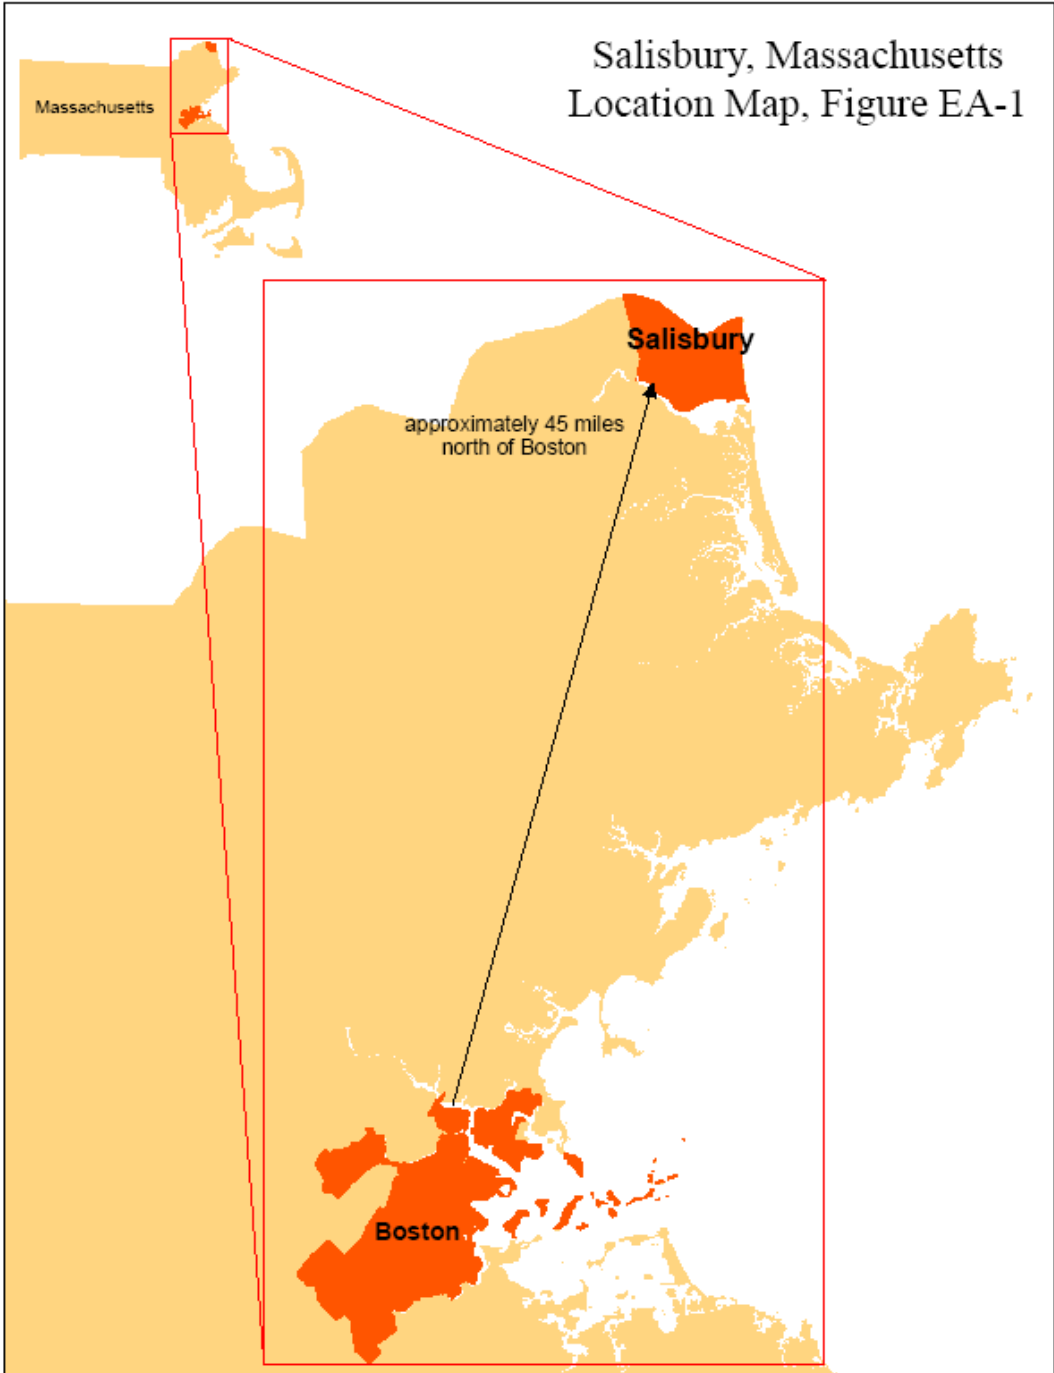 Salisbury, Massachusetts
Location Map, Figure EA-1
Massachusetts
Salisbury
approximately 45 miles
north of Boston
Boston